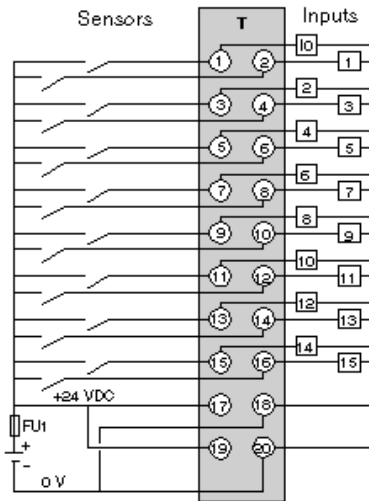 Sensors T Inputs
I0
1 2 1
2
3 4 3
4
5 6 5
6
7 8 7
8
9 10 9
10
11 12 11
12
13 14 13
14
15 16 15
+24 VDC
17 18
FU1
+
19 20
-
0 V